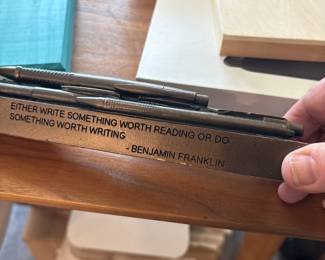 EITHER WRITE SOMETHING WORTH READING OR DO
SOMETHING WORTH WRITING
- BENJAMIN FRANKLIN